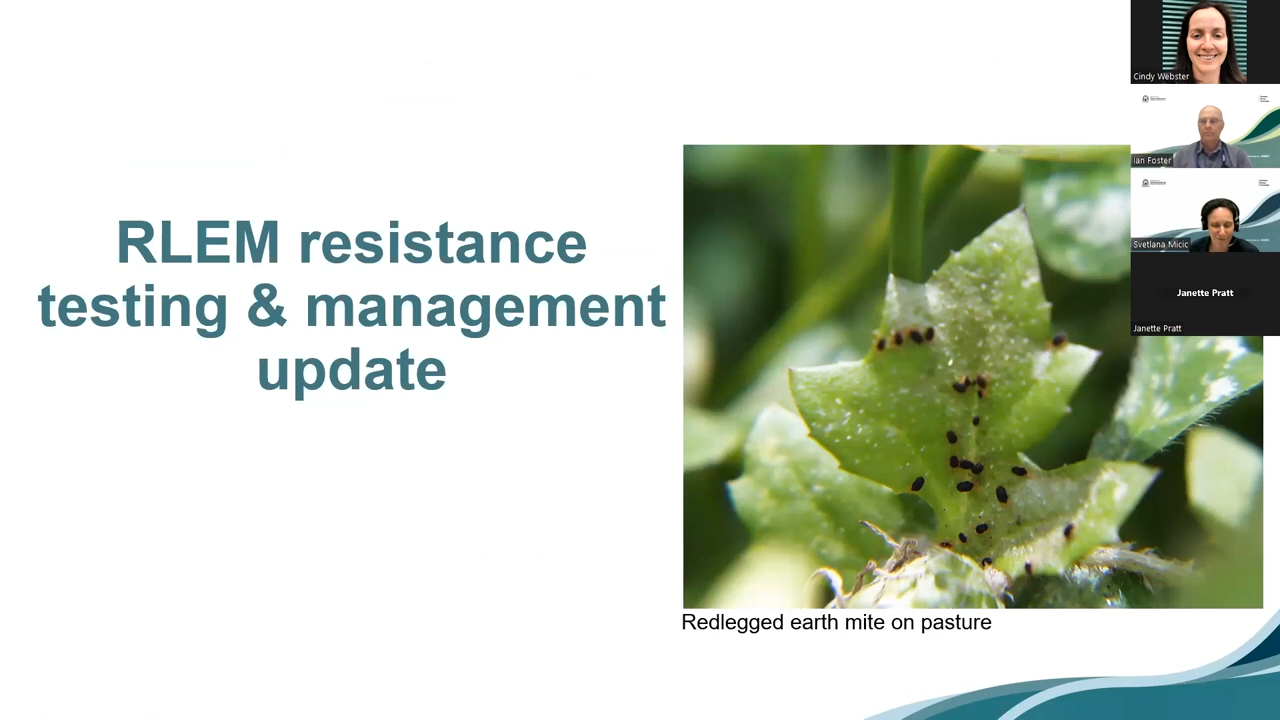 RLEM resistance
testing & management
update
Redlegged earth mite on pasture
Cindy Webster
Ian Foster
Svetlana Micic
Janette Pratt
Janette Pratt